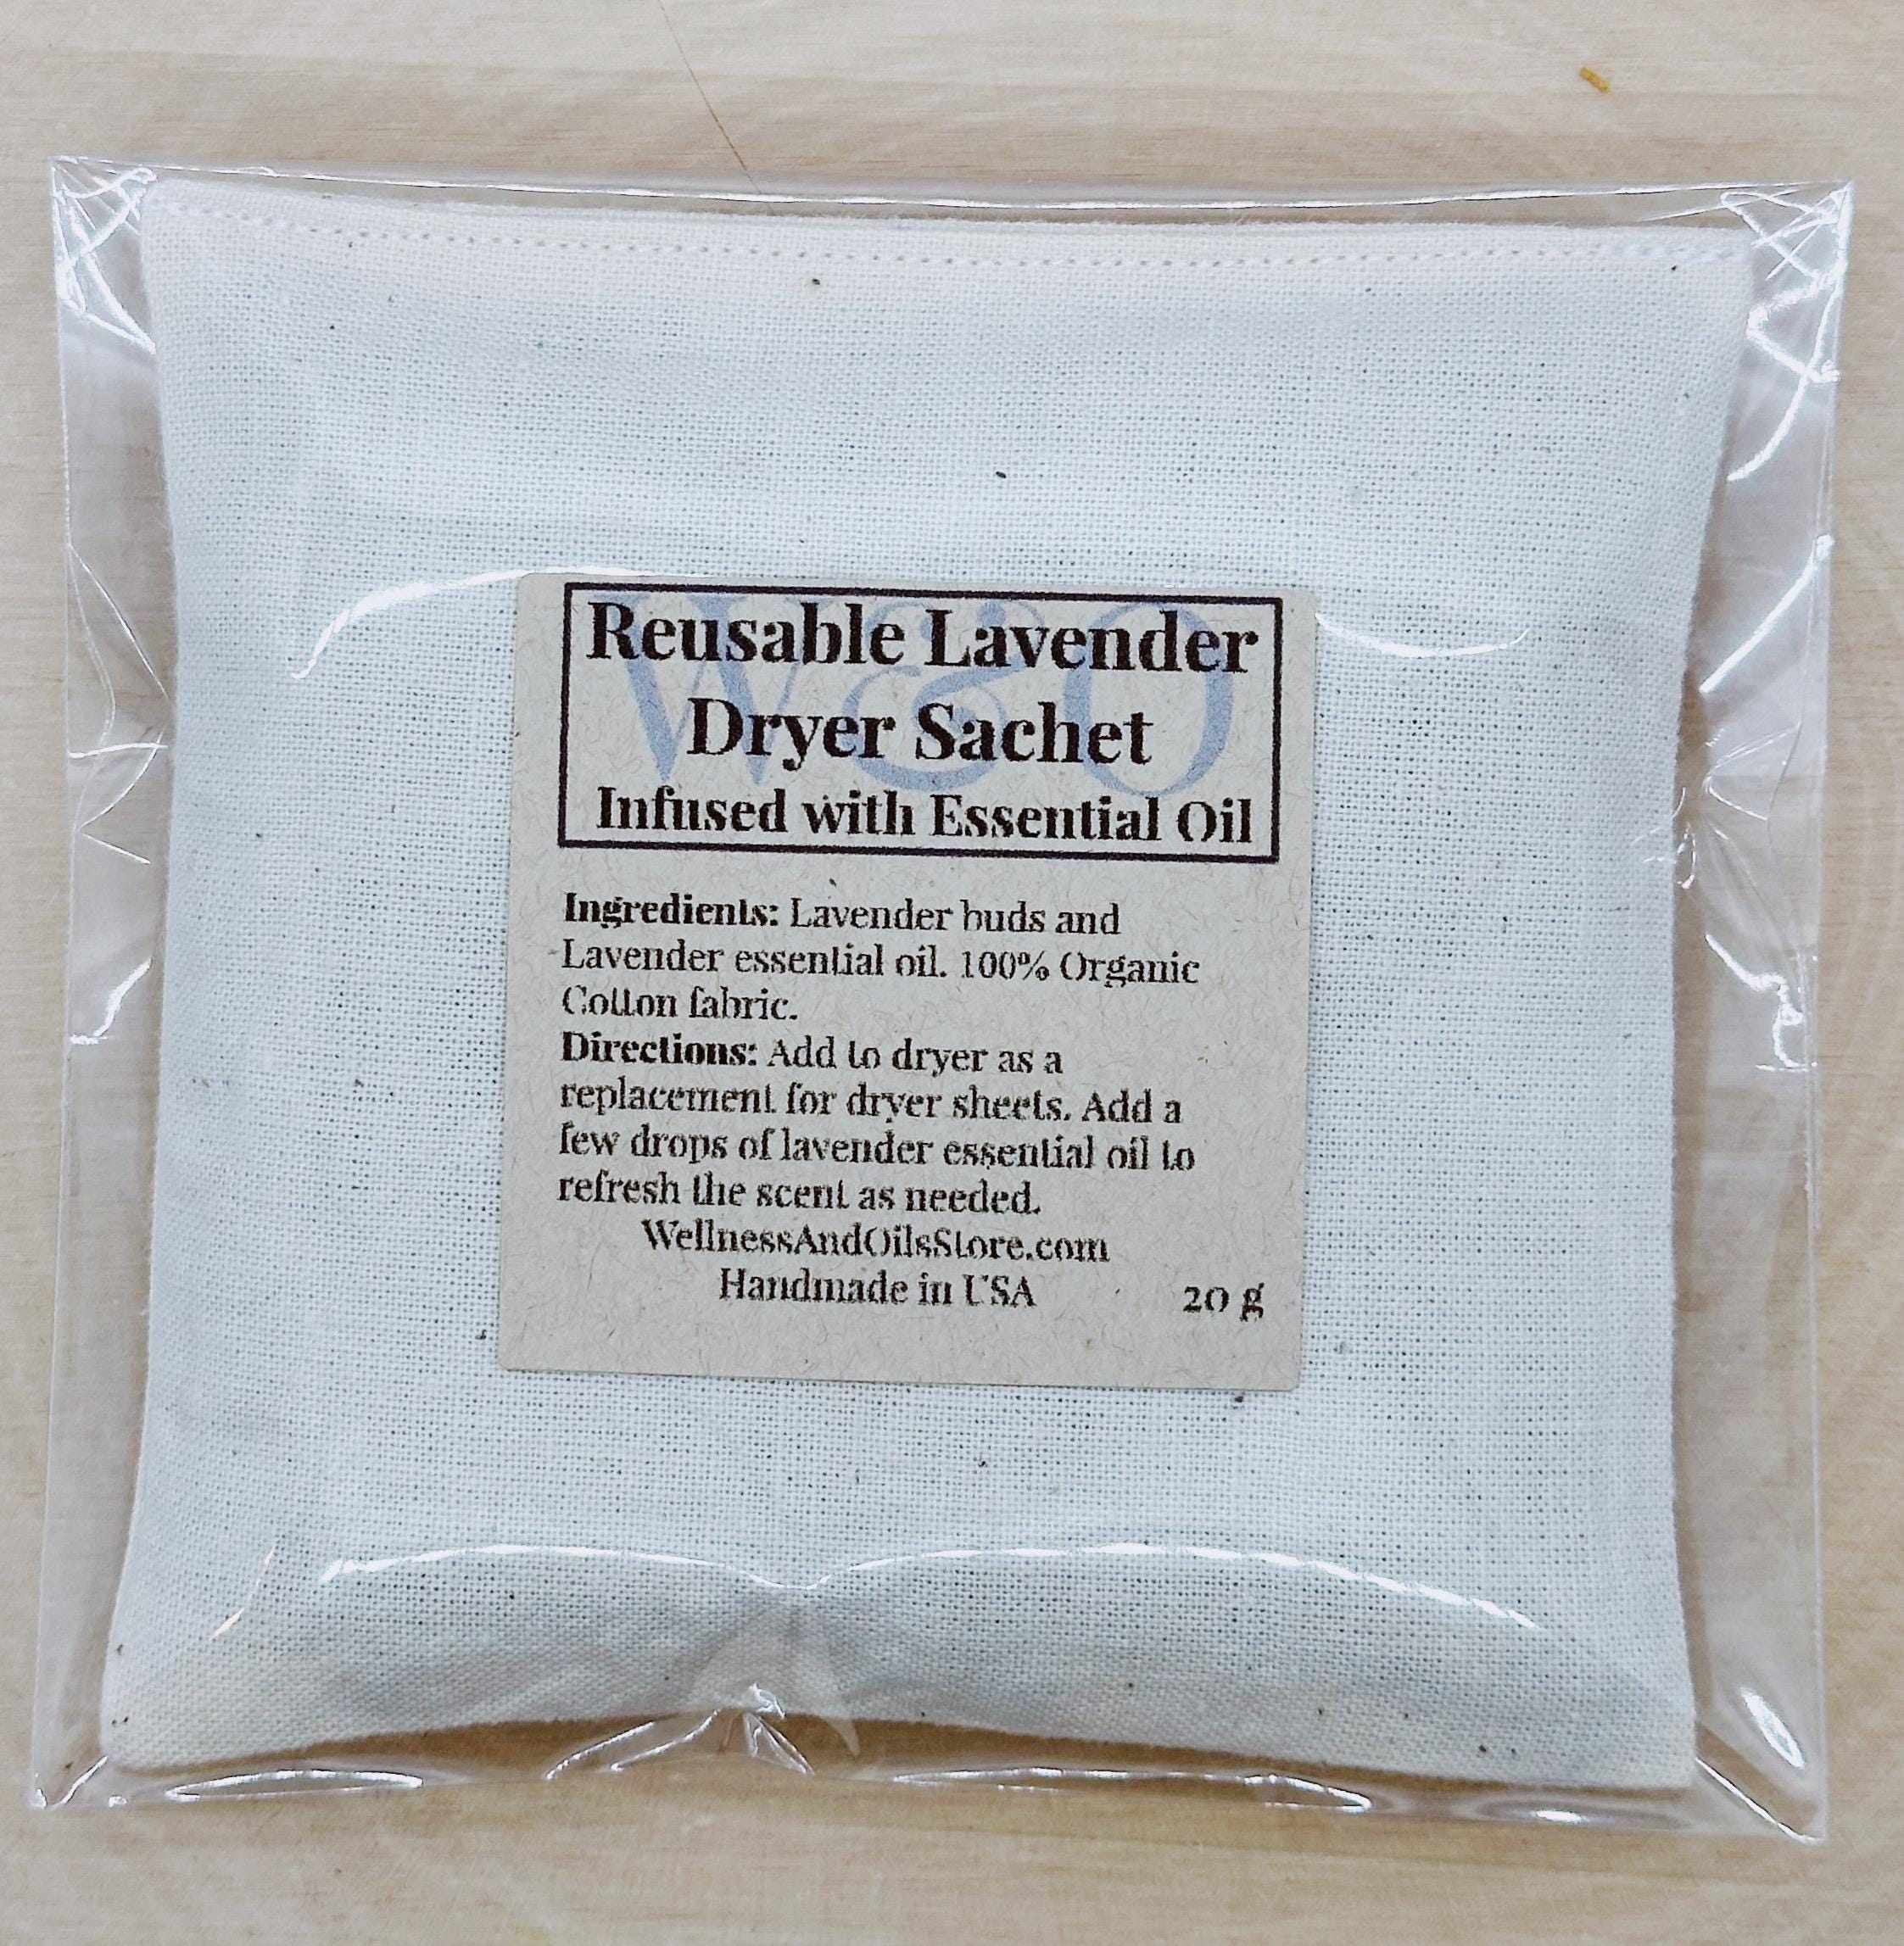 W&O
Reusable Lavender
Dryer Sachet
Infused with Essential Oil
Ingredients: Lavender buds and
Lavender essential oil. 100% Organic
Cotton fabric.
Directions: Add to dryer as a
replacement for dryer sheets. Add a
few drops of lavender essential oil to
refresh the scent as needed.
WellnessAndOilsStore.com
Handmade in USA
20 g